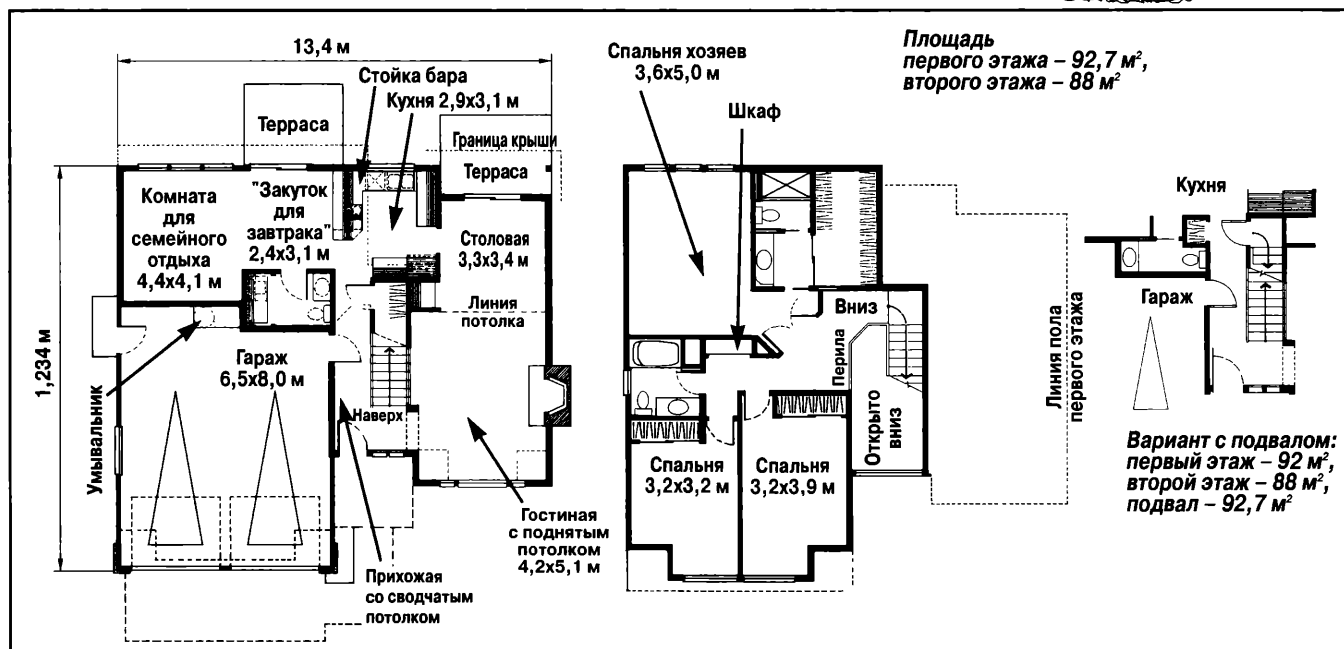 13,4 м
Стойка бара
Кухня 2,9х3,1 м
Терраса
Граница крыши
Терраса
Комната
для
семейного
отдыха
4,4х4,1 м
"Закуток
для
завтрака"
2,4х3,1 м
Столовая
3,3х3,4 м
Линия
потолка
1,234 м
Гараж
6,5х8,0 м
Умывальник
Наверх
Прихожая
со сводчатым
потолком
Гостиная
с поднятым
потолком
4,2х5,1 м
Спальня хозяев
3,6х5,0 м
Шкаф
Вниз
Перила
Открыто
вниз
Спальня
3,2х3,2 м
Спальня
3,2х3,9 м
Линия пола
первого этажа
Площадь
первого этажа – 92,7 м²,
второго этажа – 88 м²
Кухня
Гараж
Вариант с подвалом:
первый этаж – 92 м²,
второй этаж – 88 м²,
подвал – 92,7 м²